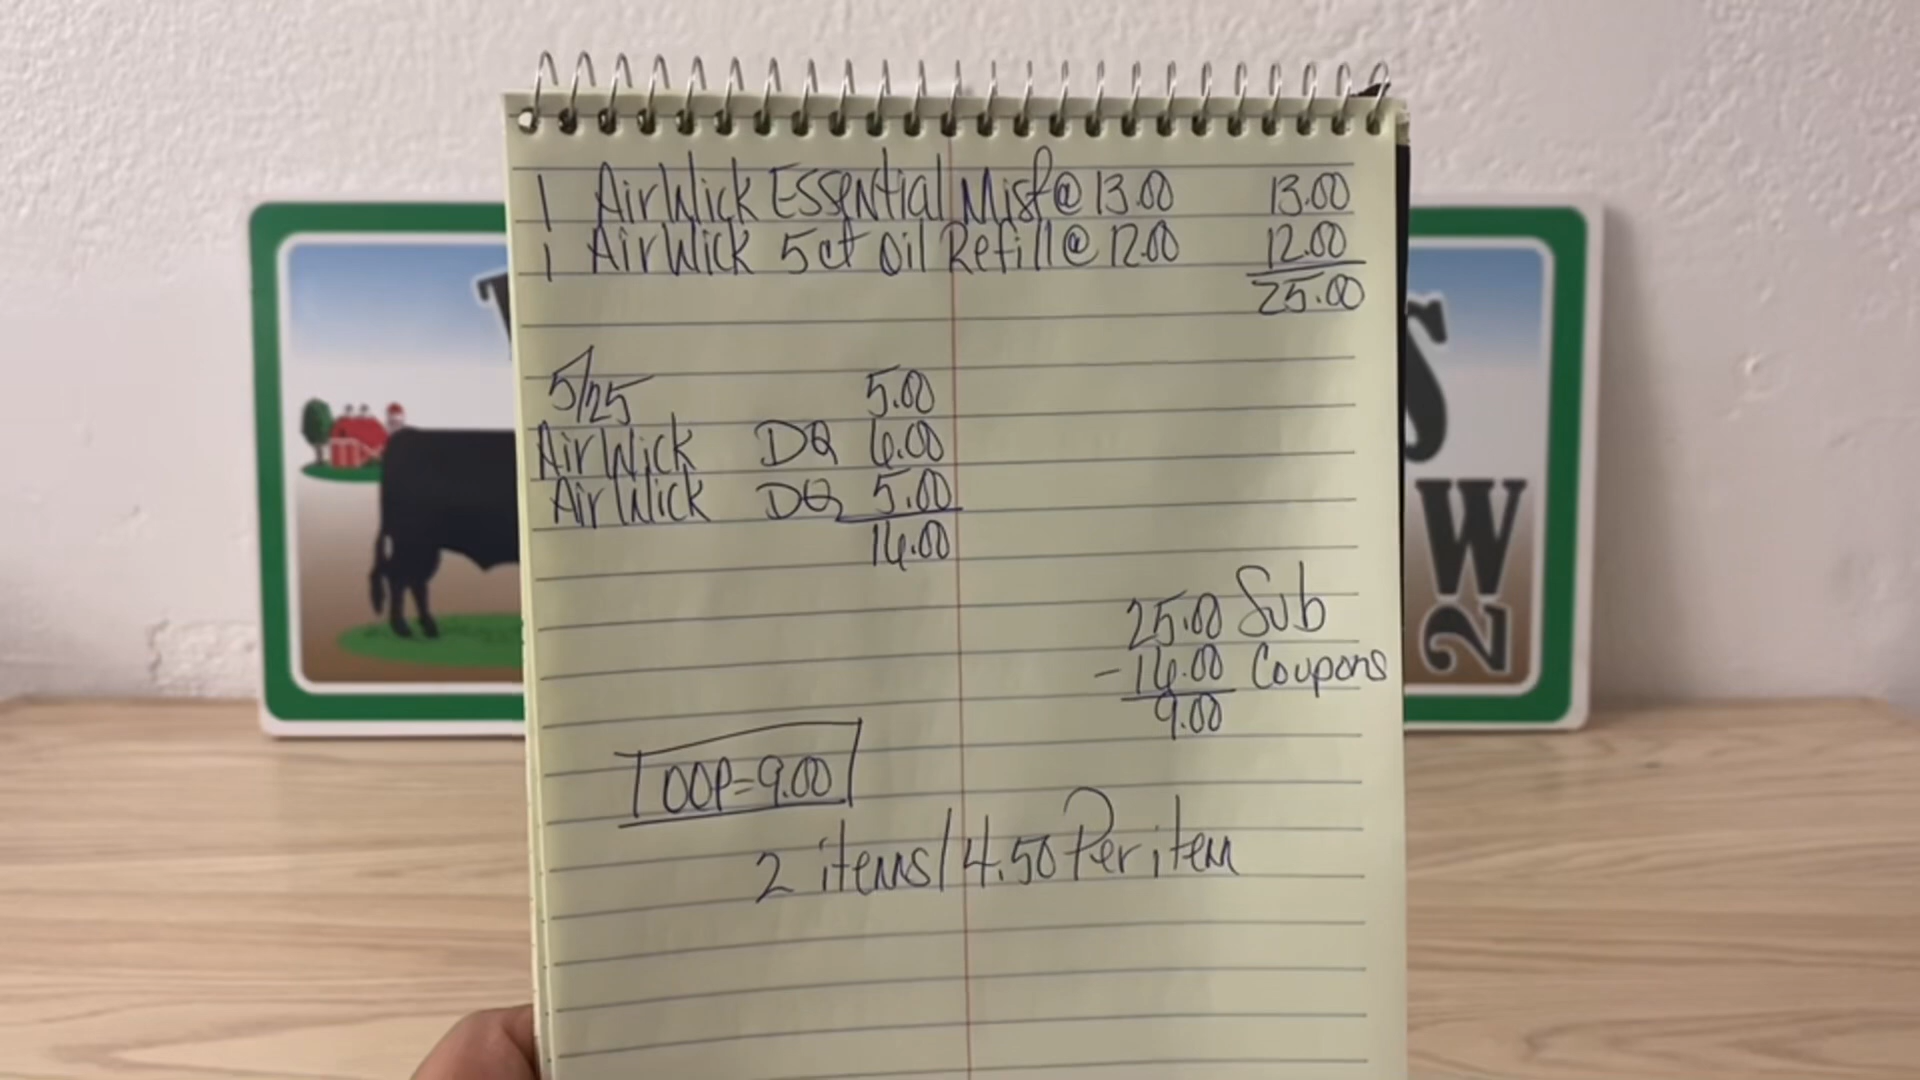 1 AirWick Essential Mist @ 13.00 13.00
1 AirWick 5ct Oil Refill @ 12.00 12.00
25.00
5/25 5.00
AirWick DQ 6.00
AirWick DQ 5.00
16.00
25.00 Sub
- 16.00 Coupons
9.00
OOP=9.00
2 items/4.50 Per item
S
W
2